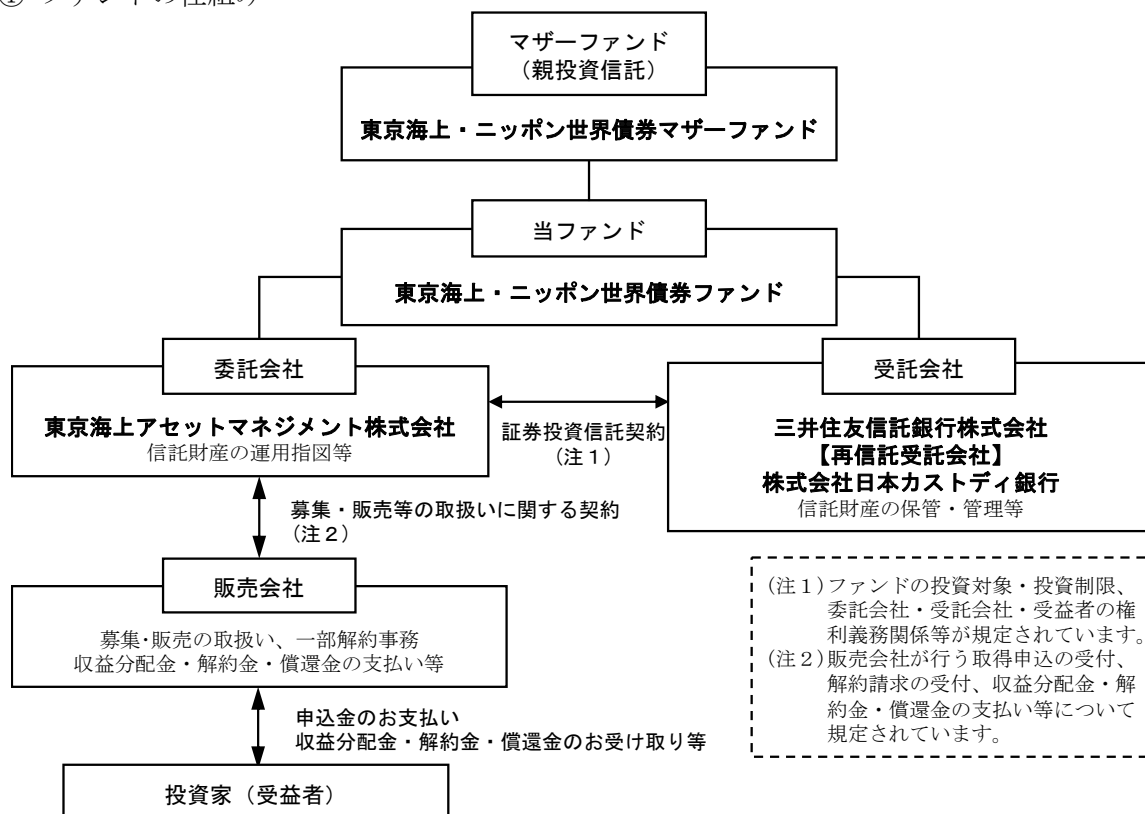 マザーファンド
（親投資信託）
東京海上・ニッポン世界債券マザーファンド
当ファンド
東京海上・ニッポン世界債券ファンド
委託会社
東京海上アセットマネジメント株式会社
信託財産の運用指図等
証券投資信託契約
（注１）
受託会社
三井住友信託銀行株式会社
【再信託受託会社】
株式会社日本カストディ銀行
信託財産の保管・管理等
募集・販売等の取扱いに関する契約
（注２）
販売会社
募集・販売の取扱い、一部解約事務
収益分配金・解約金・償還金の支払い等
(注１)ファンドの投資対象・投資制限、
委託会社・受託会社・受益者の権
利義務関係等が規定されています。
(注２)販売会社が行う取得申込の受付、
解約請求の受付、収益分配金・解
約金・償還金の支払い等について
規定されています。
申込金のお支払い
収益分配金・解約金・償還金のお受け取り等
投資家（受益者）